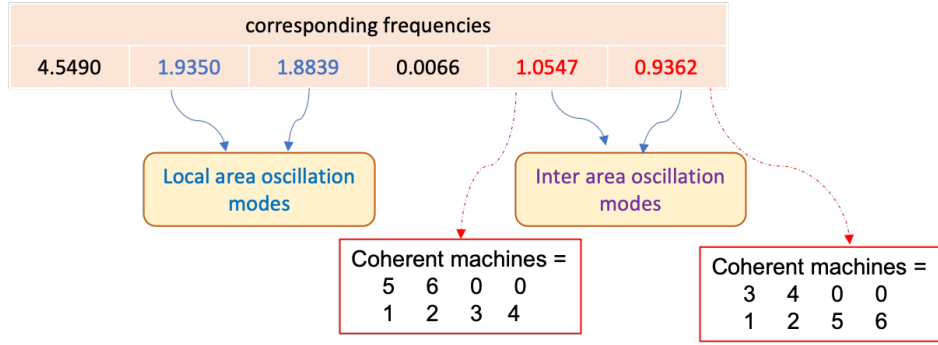 corresponding frequencies
4.5490 1.9350 1.8839 0.0066 1.0547 0.9362
Local area oscillation
modes
Inter area oscillation
modes
Coherent machines =
5 6 0 0
1 2 3 4
Coherent machines =
3 4 0 0
1 2 5 6